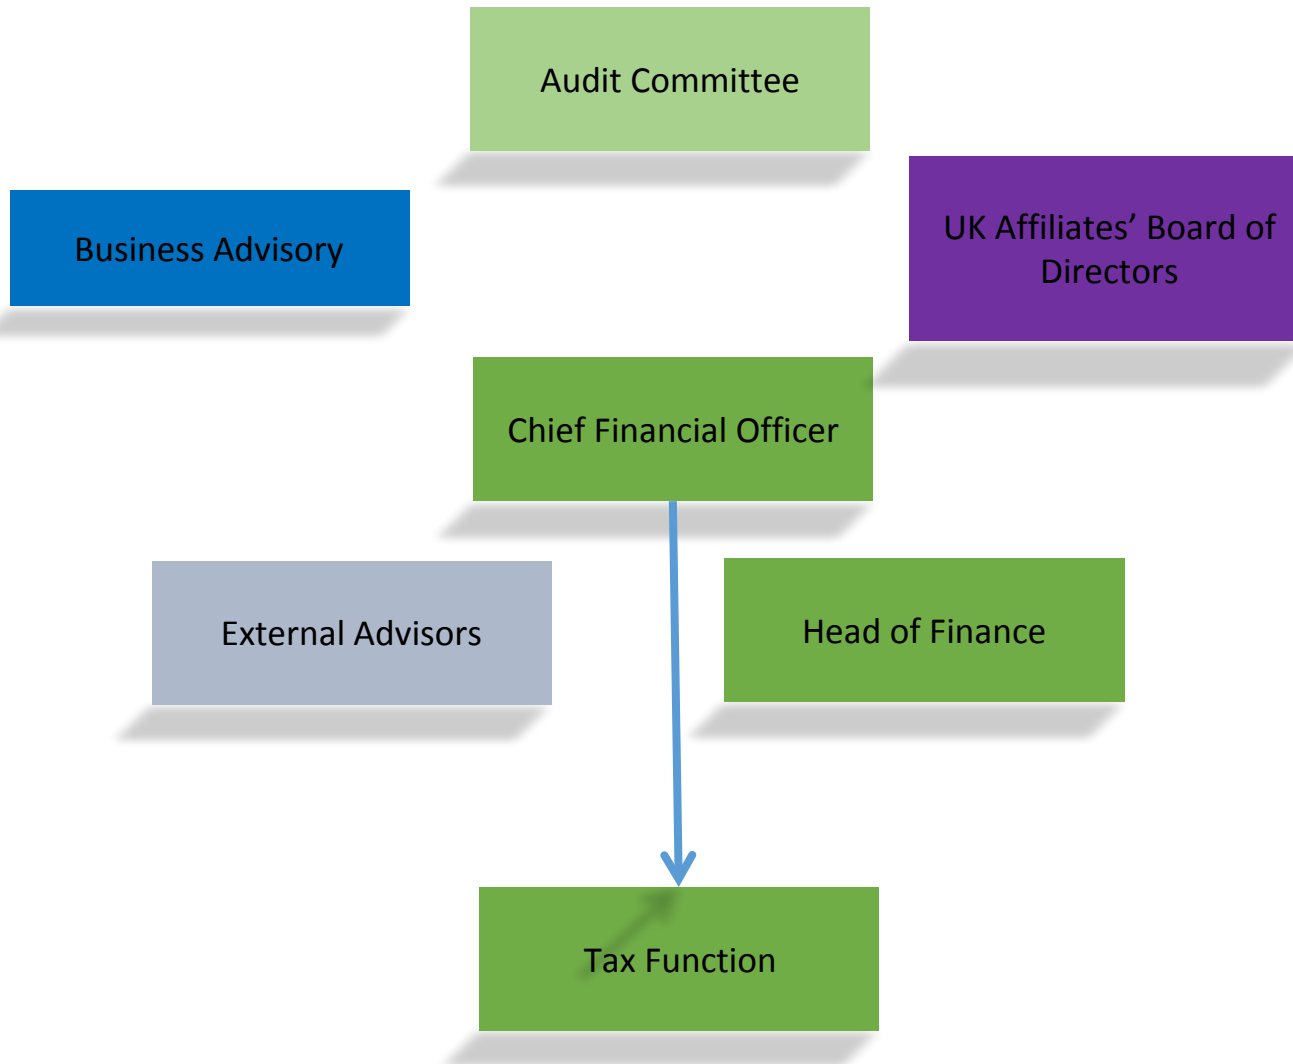 Audit Committee
Business Advisory
UK Affiliates’ Board of
Directors
Chief Financial Officer
External Advisors
Head of Finance
Tax Function